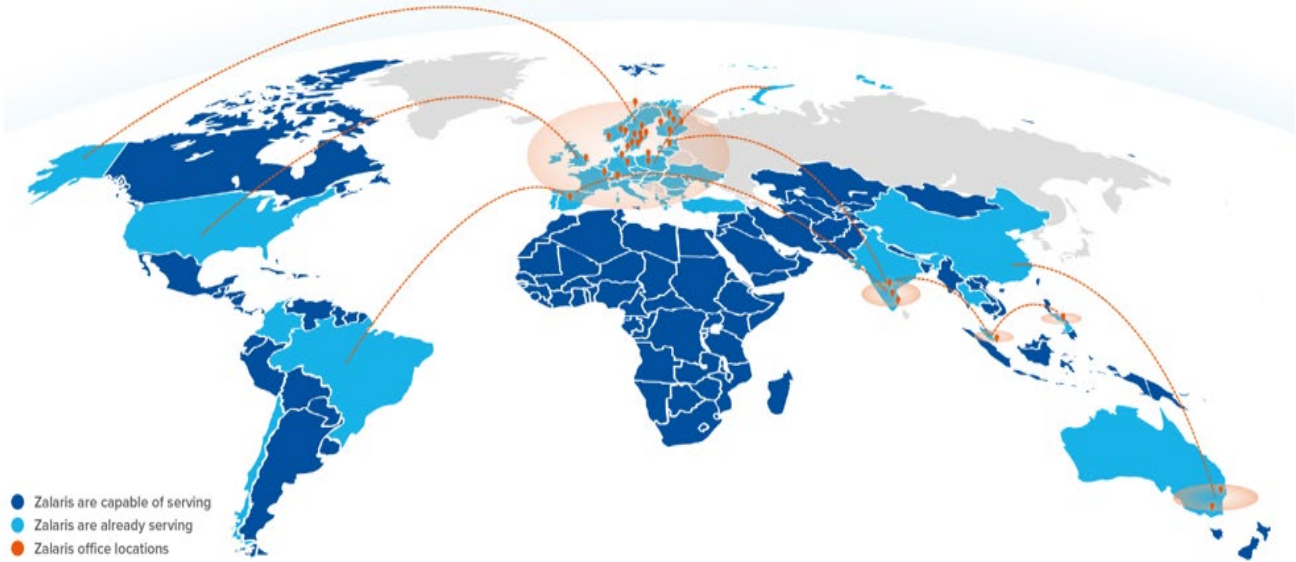 Zalaris are capable of serving
Zalaris are already serving
Zalaris office locations